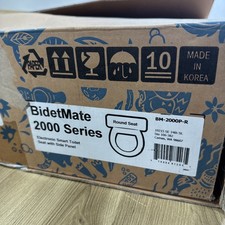 10
MADE IN
KOREA
BidetMate
2000 Series
Electronic Smart Toilet
Seat with Side Panel
Round Seat
BM-2000P-R